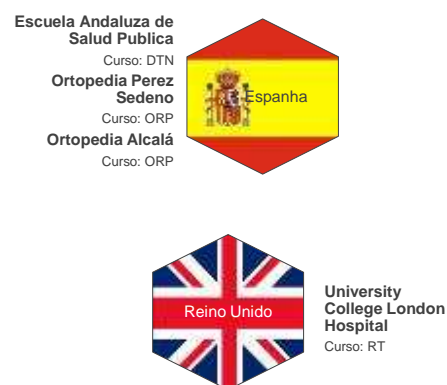 Escuela Andaluza de
Salud Publica
Curso: DTN
Ortopedia Perez
Sedeno
Curso: ORP
Ortopedia Alcalá
Curso: ORP
Espanha
Reino Unido
University
College London
Hospital
Curso: RT